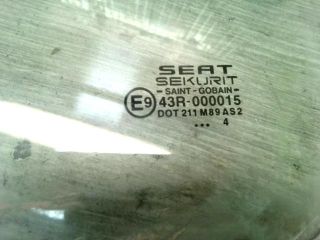 SEAT
SEKURIT
- SAINT - GOBAIN -
E9 43R-000015
DOT 211 M89 AS2
... 4